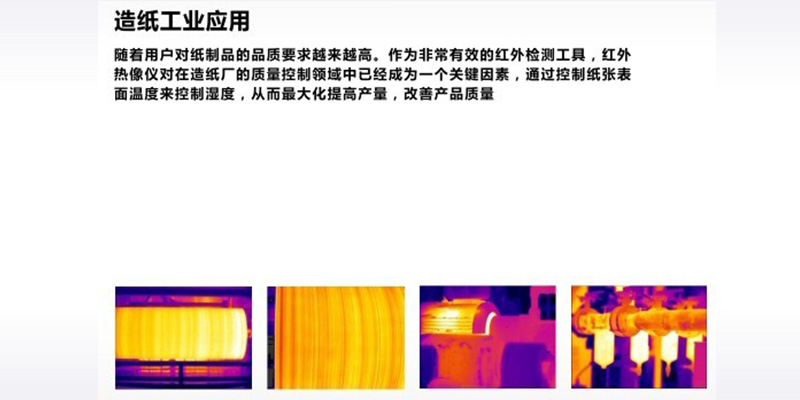 造纸工业应用
随着用户对纸制品的品质要求越来越高。作为非常有效的红外检测工具，红外
热像仪对在造纸厂的质量控制领域中已经成为一个关键因素，通过控制纸张表
面温度来控制湿度，从而最大化提高产量，改善产品质量